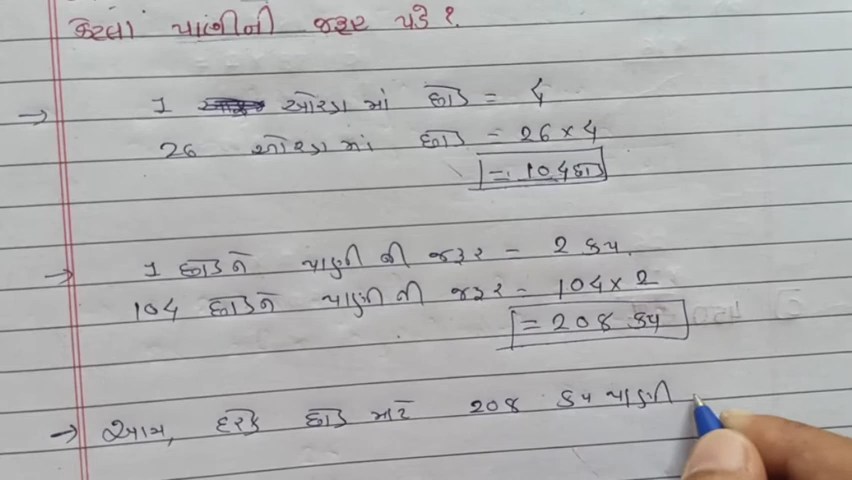 કેટલા પાણીની જરૂર પડે ?
→ 1 ઓરડામાં છોડ = 4
26 ઓરડામાં છોડ = 26 × 4
= 104 છોડ
→ 1 છોડને પાણીની જરૂર = 2 કપ
104 છોડને પાણીની જરૂર = 104 × 2
= 208 કપ
→ આમ, દરેક છોડ માટે 208 કપ પાણી